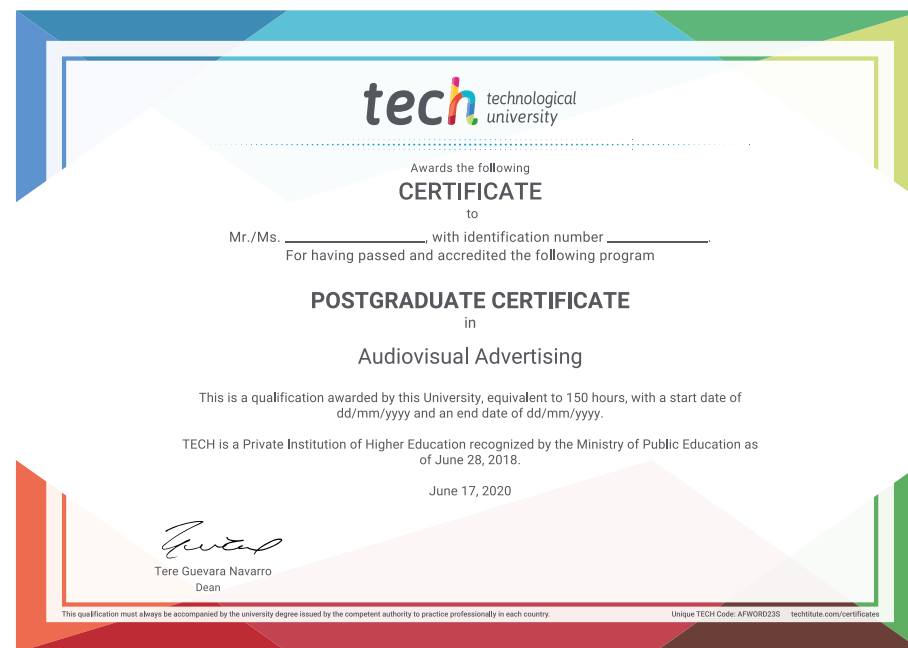 tech technological
university
Awards the following
CERTIFICATE
to
Mr./Ms. ____________________, with identification number ______________.
For having passed and accredited the following program
POSTGRADUATE CERTIFICATE
in
Audiovisual Advertising
This is a qualification awarded by this University, equivalent to 150 hours, with a start date of
dd/mm/yyyy and an end date of dd/mm/yyyy.
TECH is a Private Institution of Higher Education recognized by the Ministry of Public Education as
of June 28, 2018.
June 17, 2020
Tere Guevara Navarro
Dean
This qualification must always be accompanied by the university degree issued by the competent authority to practice professionally in each country. Unique TECH Code: AFWORD23S techtitute.com/certificates